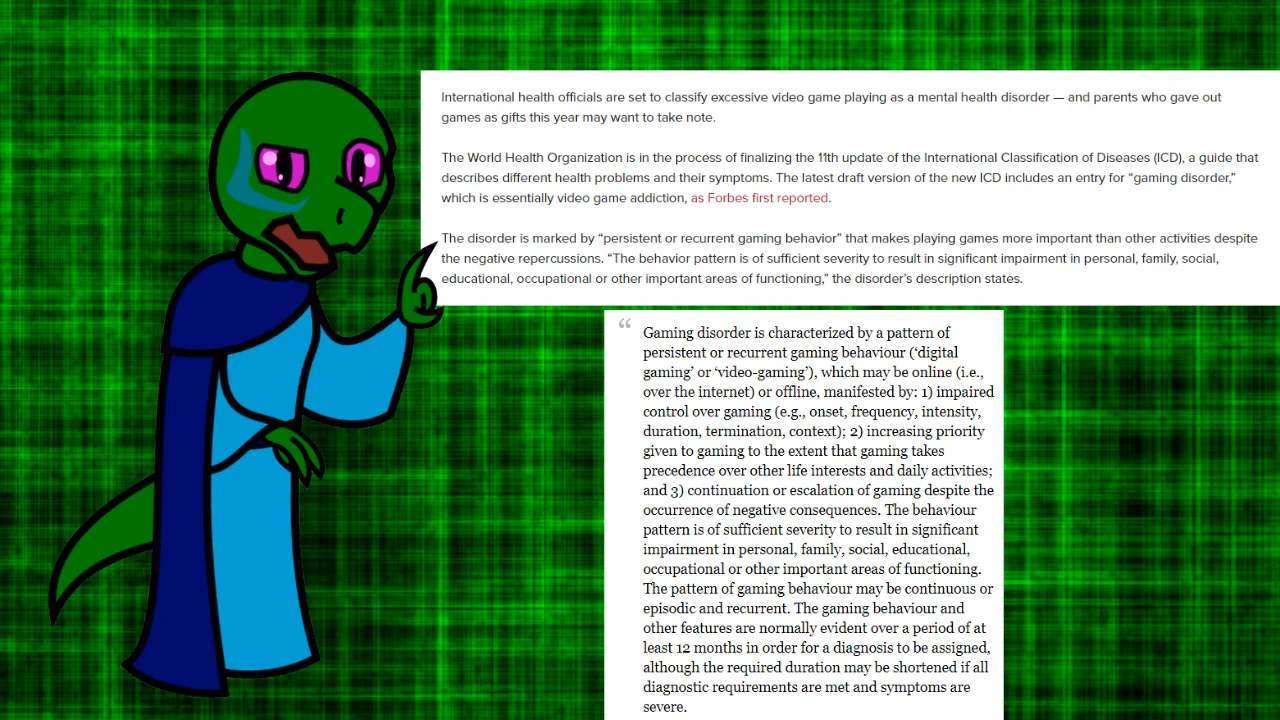 International health officials are set to classify excessive video game playing as a mental health disorder — and parents who gave out
games as gifts this year may want to take note.
The World Health Organization is in the process of finalizing the 11th update of the International Classification of Diseases (ICD), a guide that
describes different health problems and their symptoms. The latest draft version of the new ICD includes an entry for “gaming disorder,”
which is essentially video game addiction, as Forbes first reported.
The disorder is marked by “persistent or recurrent gaming behavior” that makes playing games more important than other activities despite
the negative repercussions. “The behavior pattern is of sufficient severity to result in significant impairment in personal, family, social,
educational, occupational or other important areas of functioning,” the disorder’s description states.
“
Gaming disorder is characterized by a pattern of
persistent or recurrent gaming behaviour (‘digital
gaming’ or ‘video-gaming’), which may be online (i.e.,
over the internet) or offline, manifested by: 1) impaired
control over gaming (e.g., onset, frequency, intensity,
duration, termination, context); 2) increasing priority
given to gaming to the extent that gaming takes
precedence over other life interests and daily activities;
and 3) continuation or escalation of gaming despite the
occurrence of negative consequences. The behaviour
pattern is of sufficient severity to result in significant
impairment in personal, family, social, educational,
occupational or other important areas of functioning.
The pattern of gaming behaviour may be continuous or
episodic and recurrent. The gaming behaviour and
other features are normally evident over a period of at
least 12 months in order for a diagnosis to be assigned,
although the required duration may be shortened if all
diagnostic requirements are met and symptoms are
severe.